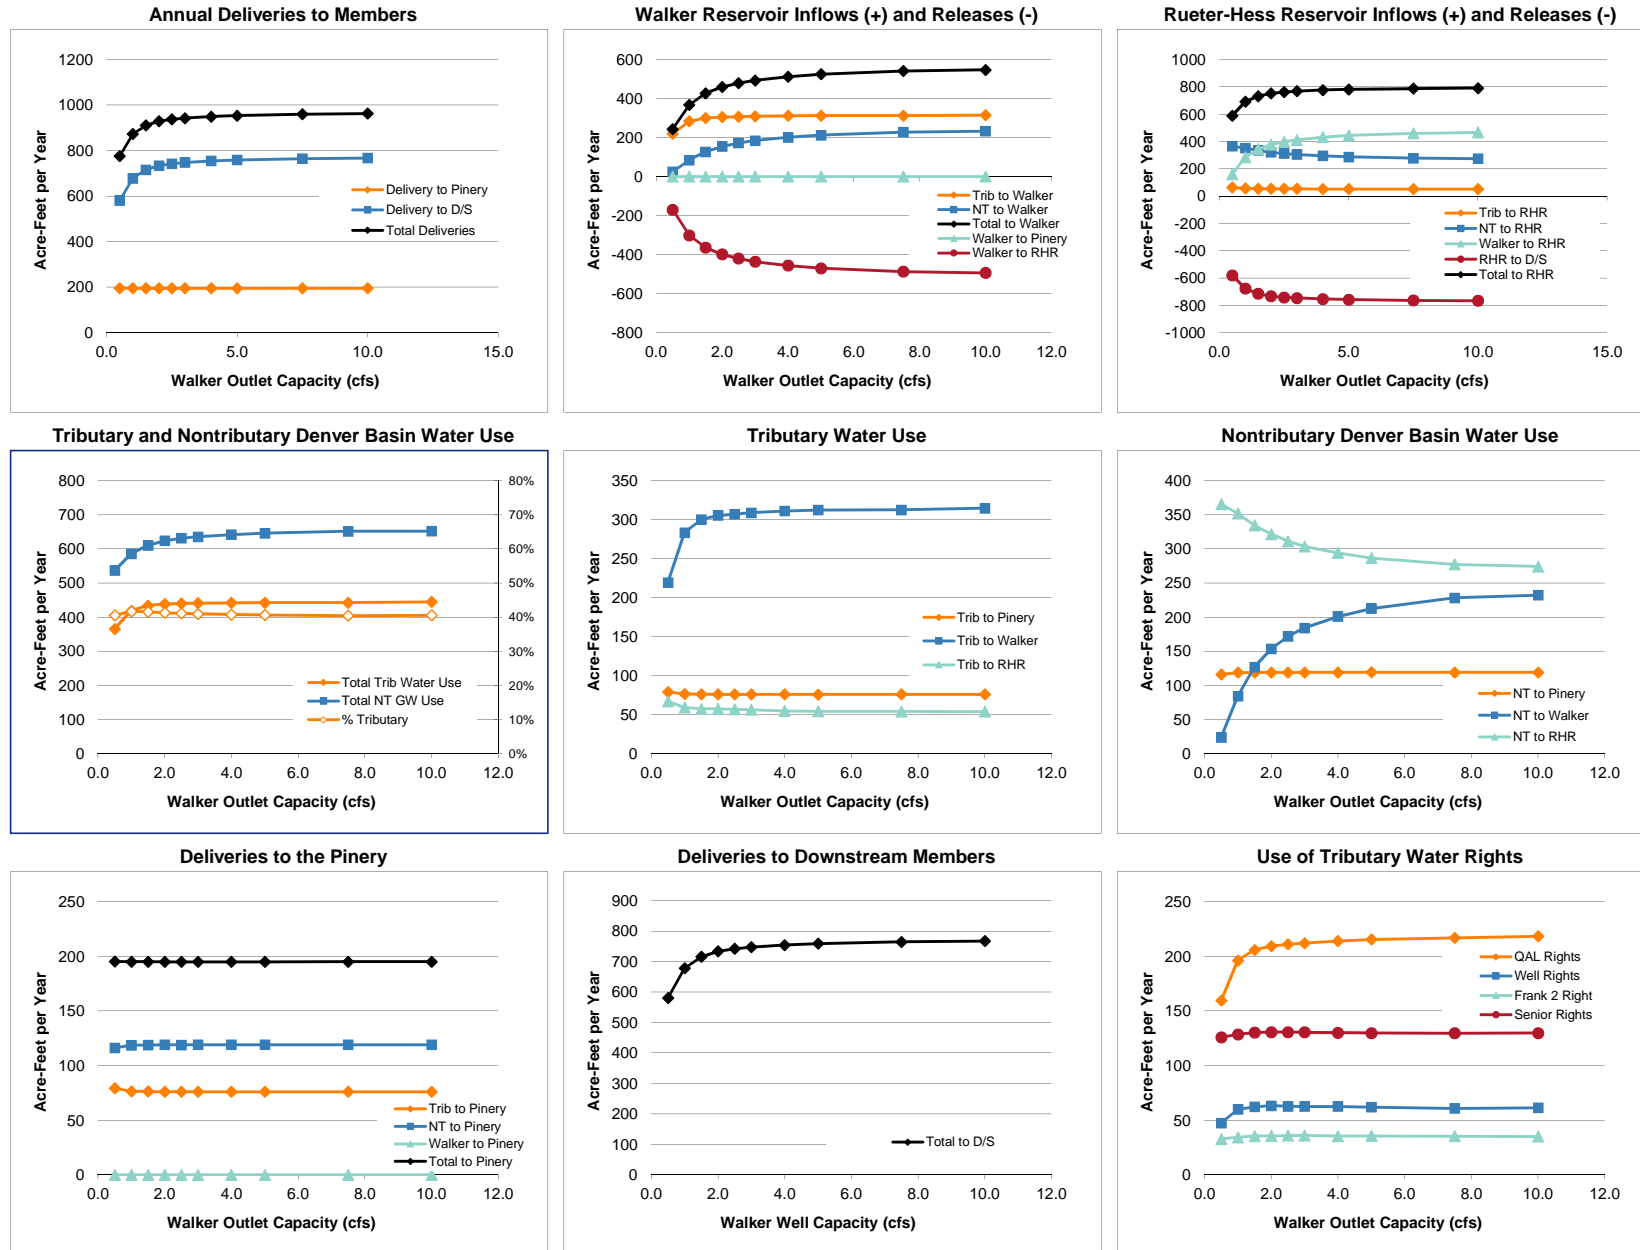 Annual Deliveries to Members
1200
1000
800
600
400
200
0
0.0 5.0 10.0 15.0
Acre-Feet per Year
Walker Outlet Capacity (cfs)
Delivery to Pinery
Delivery to D/S
Total Deliveries
Walker Reservoir Inflows (+) and Releases (-)
600
400
200
0
-200
-400
-600
-800
0.0 2.0 4.0 6.0 8.0 10.0 12.0
Acre-Feet per Year
Walker Outlet Capacity (cfs)
Trib to Walker
NT to Walker
Total to Walker
Walker to Pinery
Walker to RHR
Rueter-Hess Reservoir Inflows (+) and Releases (-)
1000
800
600
400
200
0
-200
-400
-600
-800
-1000
0.0 5.0 10.0 15.0
Acre-Feet per Year
Walker Outlet Capacity (cfs)
Trib to RHR
NT to RHR
Walker to RHR
RHR to D/S
Total to RHR
Tributary and Nontributary Denver Basin Water Use
800
700
600
500
400
300
200
100
0
80%
70%
60%
50%
40%
30%
20%
10%
0%
0.0 2.0 4.0 6.0 8.0 10.0 12.0
Acre-Feet per Year
Walker Outlet Capacity (cfs)
Total Trib Water Use
Total NT GW Use
% Tributary
Tributary Water Use
350
300
250
200
150
100
50
0
0.0 2.0 4.0 6.0 8.0 10.0 12.0
Acre-Feet per Year
Walker Outlet Capacity (cfs)
Trib to Pinery
Trib to Walker
Trib to RHR
Nontributary Denver Basin Water Use
400
350
300
250
200
150
100
50
0
0.0 2.0 4.0 6.0 8.0 10.0 12.0
Acre-Feet per Year
Walker Outlet Capacity (cfs)
NT to Pinery
NT to Walker
NT to RHR
Deliveries to the Pinery
250
200
150
100
50
0
0.0 2.0 4.0 6.0 8.0 10.0 12.0
Acre-Feet per Year
Walker Outlet Capacity (cfs)
Trib to Pinery
NT to Pinery
Walker to Pinery
Total to Pinery
Deliveries to Downstream Members
900
800
700
600
500
400
300
200
100
0
0.0 2.0 4.0 6.0 8.0 10.0 12.0
Acre-Feet per Year
Walker Well Capacity (cfs)
Total to D/S
Use of Tributary Water Rights
250
200
150
100
50
0
0.0 2.0 4.0 6.0 8.0 10.0 12.0
Acre-Feet per Year
Walker Outlet Capacity (cfs)
QAL Rights
Well Rights
Frank 2 Right
Senior Rights